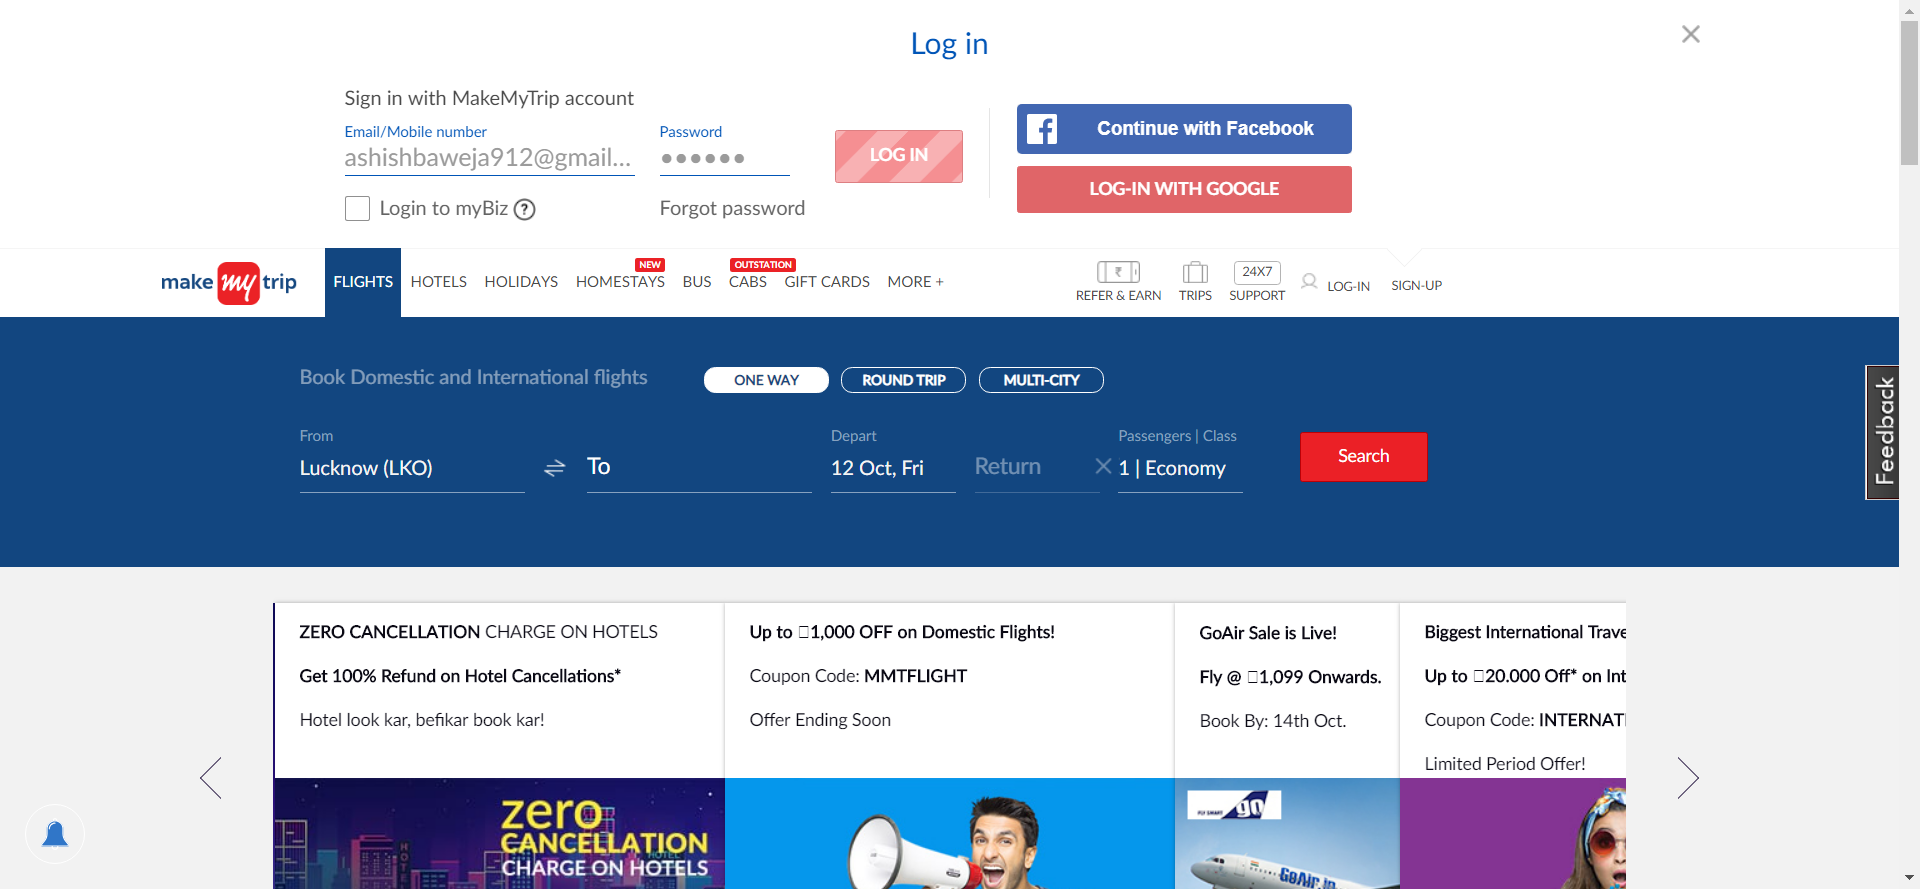 Log in
Sign in with MakeMyTrip account
Email/Mobile number
ashishbaweja912@gmail...
Password
●●●●●●
LOG IN
Login to myBiz ?
Forgot password
Continue with Facebook
LOG-IN WITH GOOGLE
make my trip
FLIGHTS
HOTELS
HOLIDAYS
NEW
HOMESTAYS
BUS
OUTSTATION
CABS
GIFT CARDS
MORE +
₹
REFER & EARN
TRIPS
24X7
SUPPORT
LOG-IN
SIGN-UP
Book Domestic and International flights
ONE WAY
ROUND TRIP
MULTI-CITY
From
Lucknow (LKO)
To
Depart
12 Oct, Fri
Return
Passengers | Class
1 | Economy
Search
Feedback
ZERO CANCELLATION CHARGE ON HOTELS
Get 100% Refund on Hotel Cancellations*
Hotel look kar, befikar book kar!
Up to □1,000 OFF on Domestic Flights!
Coupon Code: MMTFLIGHT
Offer Ending Soon
GoAir Sale is Live!
Fly @ □1,099 Onwards.
Book By: 14th Oct.
Biggest International Trave
Up to □20.000 Off* on Int
Coupon Code: INTERNATI
Limited Period Offer!
zero
CANCELLATION
CHARGE ON HOTELS
HOTEL
FLY SMART go
GoAir.in